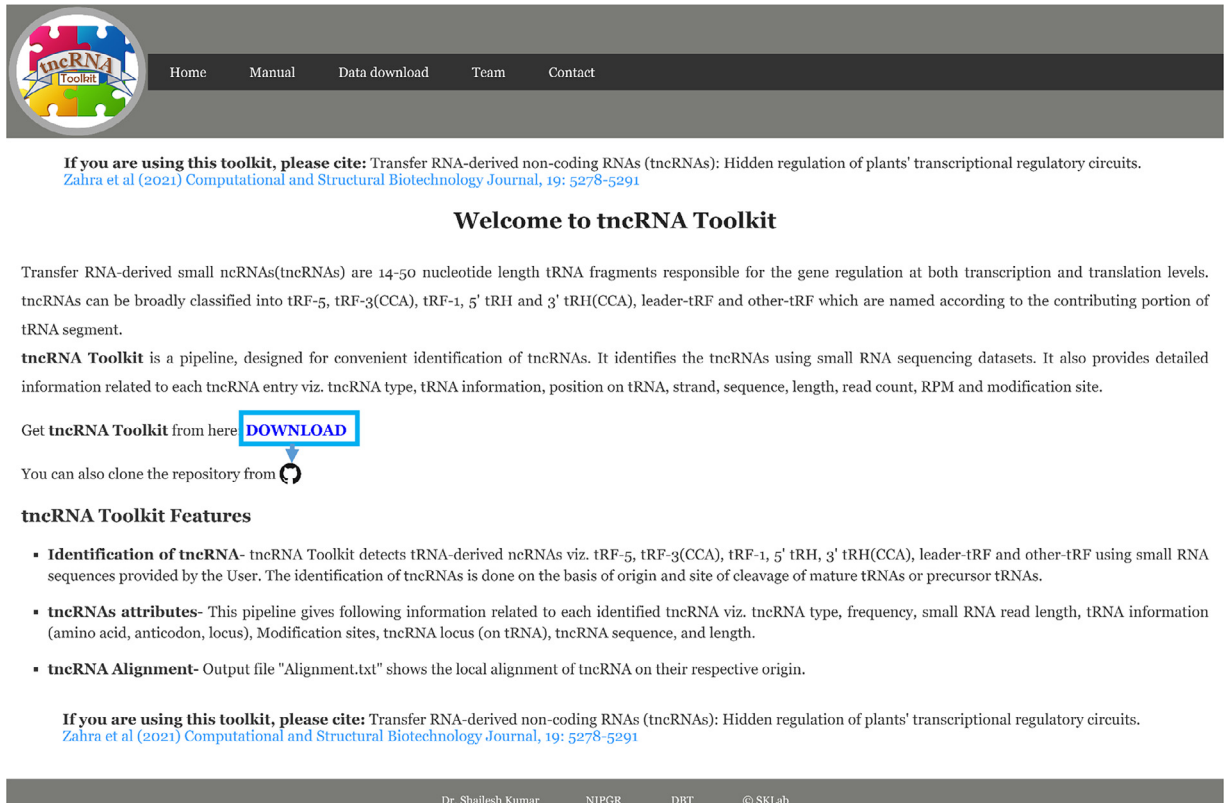 tncRNA
Toolkit
Home Manual Data download Team Contact
If you are using this toolkit, please cite: Transfer RNA-derived non-coding RNAs (tncRNAs): Hidden regulation of plants' transcriptional regulatory circuits.
Zahra et al (2021) Computational and Structural Biotechnology Journal, 19: 5278-5291
Welcome to tncRNA Toolkit
Transfer RNA-derived small ncRNAs(tncRNAs) are 14-50 nucleotide length tRNA fragments responsible for the gene regulation at both transcription and translation levels.
tncRNAs can be broadly classified into tRF-5, tRF-3(CCA), tRF-1, 5' tRH and 3' tRH(CCA), leader-tRF and other-tRF which are named according to the contributing portion of
tRNA segment.
tncRNA Toolkit is a pipeline, designed for convenient identification of tncRNAs. It identifies the tncRNAs using small RNA sequencing datasets. It also provides detailed
information related to each tncRNA entry viz. tncRNA type, tRNA information, position on tRNA, strand, sequence, length, read count, RPM and modification site.
Get tncRNA Toolkit from here: DOWNLOAD
You can also clone the repository from
tncRNA Toolkit Features
▪ Identification of tncRNA- tncRNA Toolkit detects tRNA-derived ncRNAs viz. tRF-5, tRF-3(CCA), tRF-1, 5' tRH, 3' tRH(CCA), leader-tRF and other-tRF using small RNA
sequences provided by the User. The identification of tncRNAs is done on the basis of origin and site of cleavage of mature tRNAs or precursor tRNAs.
▪ tncRNAs attributes- This pipeline gives following information related to each identified tncRNA viz. tncRNA type, frequency, small RNA read length, tRNA information
(amino acid, anticodon, locus), Modification sites, tncRNA locus (on tRNA), tncRNA sequence, and length.
▪ tncRNA Alignment- Output file "Alignment.txt" shows the local alignment of tncRNA on their respective origin.
If you are using this toolkit, please cite: Transfer RNA-derived non-coding RNAs (tncRNAs): Hidden regulation of plants' transcriptional regulatory circuits.
Zahra et al (2021) Computational and Structural Biotechnology Journal, 19: 5278-5291
Dr. Shailesh Kumar NIPGR DBT © SKLab